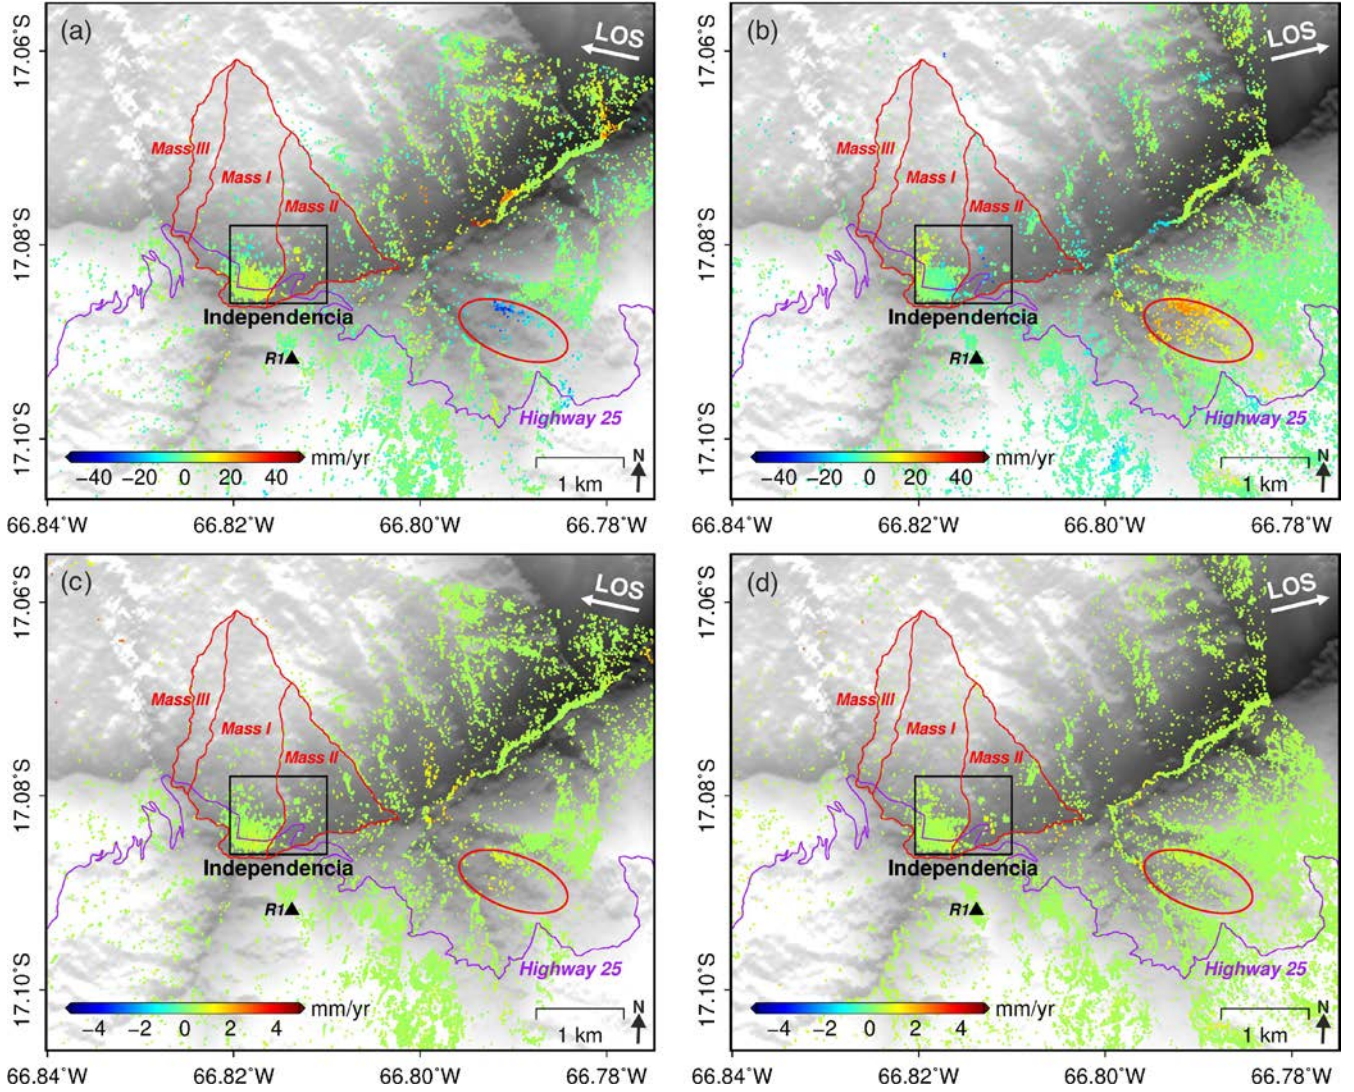 (a)
LOS
17.06°S
Mass III
Mass I
Mass II
17.08°S
Independencia
R1
Highway 25
17.10°S
mm/yr
N
−40 −20 0 20 40
1 km
66.84°W 66.82°W 66.80°W 66.78°W
(b)
LOS
17.06°S
Mass III
Mass I
Mass II
17.08°S
Independencia
R1
Highway 25
17.10°S
mm/yr
N
−40 −20 0 20 40
1 km
66.84°W 66.82°W 66.80°W 66.78°W
(c)
LOS
17.06°S
Mass III
Mass I
Mass II
17.08°S
Independencia
R1
Highway 25
17.10°S
mm/yr
N
−4 −2 0 2 4
1 km
66.84°W 66.82°W 66.80°W 66.78°W
(d)
LOS
17.06°S
Mass III
Mass I
Mass II
17.08°S
Independencia
R1
Highway 25
17.10°S
mm/yr
N
−4 −2 0 2 4
1 km
66.84°W 66.82°W 66.80°W 66.78°W